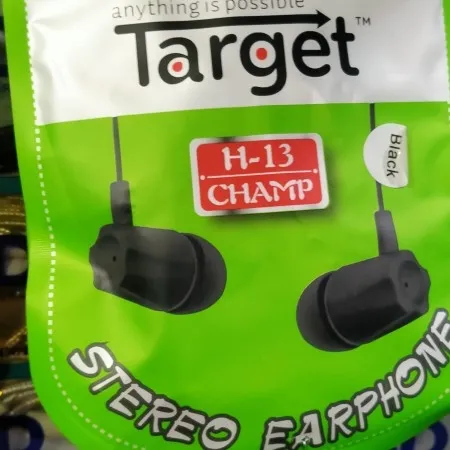 anything is possible
Target™
H-13
CHAMP
Black
STEREO EARPHONE